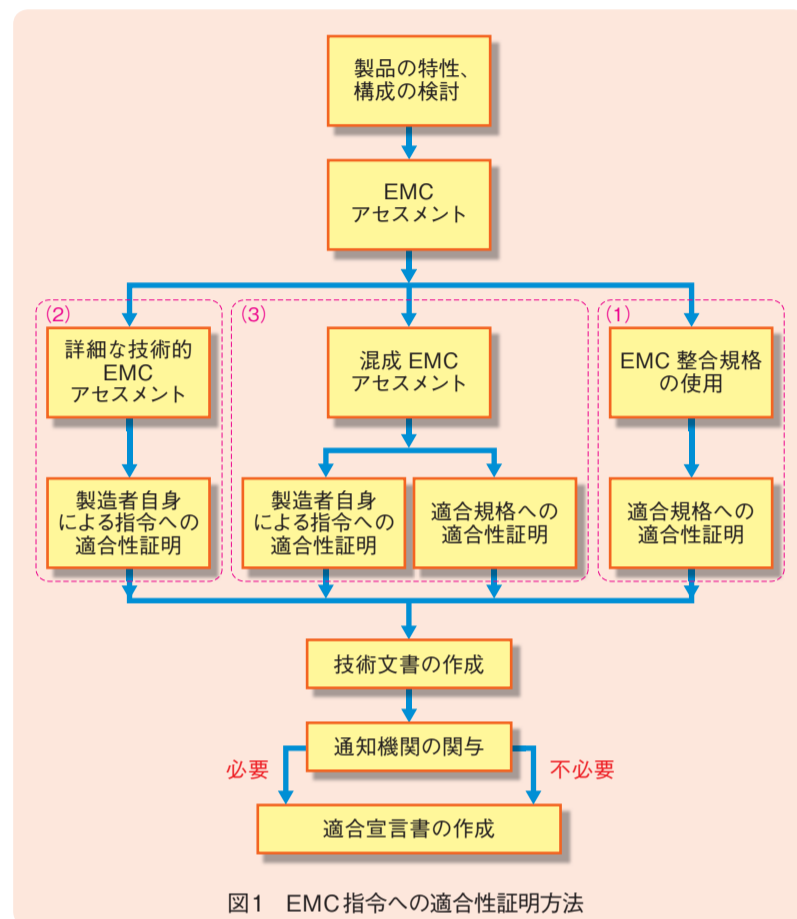 製品の特性、
構成の検討
EMC
アセスメント
(2)
詳細な技術的
EMC
アセスメント
製造者自身
による指令への
適合性証明
(3)
混成 EMC
アセスメント
製造者自身
による指令への
適合性証明
適合規格への
適合性証明
(1)
EMC 整合規格
の使用
適合規格への
適合性証明
技術文書の作成
通知機関の関与
必要
不必要
適合宣言書の作成
図1 EMC指令への適合性証明方法